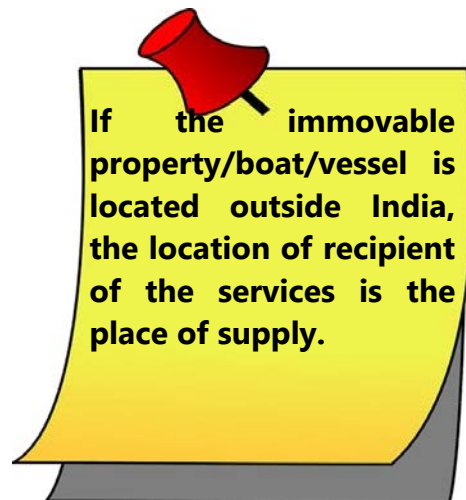 If the immovable
property/boat/vessel is
located outside India,
the location of recipient
of the services is the
place of supply.